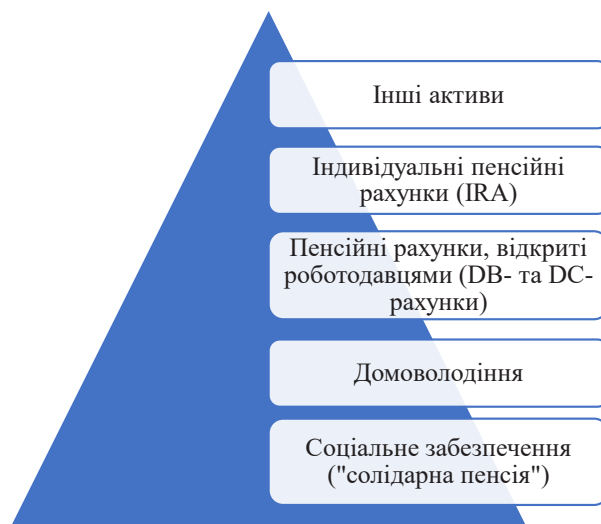 Інші активи
Індивідуальні пенсійні
рахунки (IRA)
Пенсійні рахунки, відкриті
роботодавцями (DB- та DC-
рахунки)
Домоволодіння
Соціальне забезпечення
("солідарна пенсія")